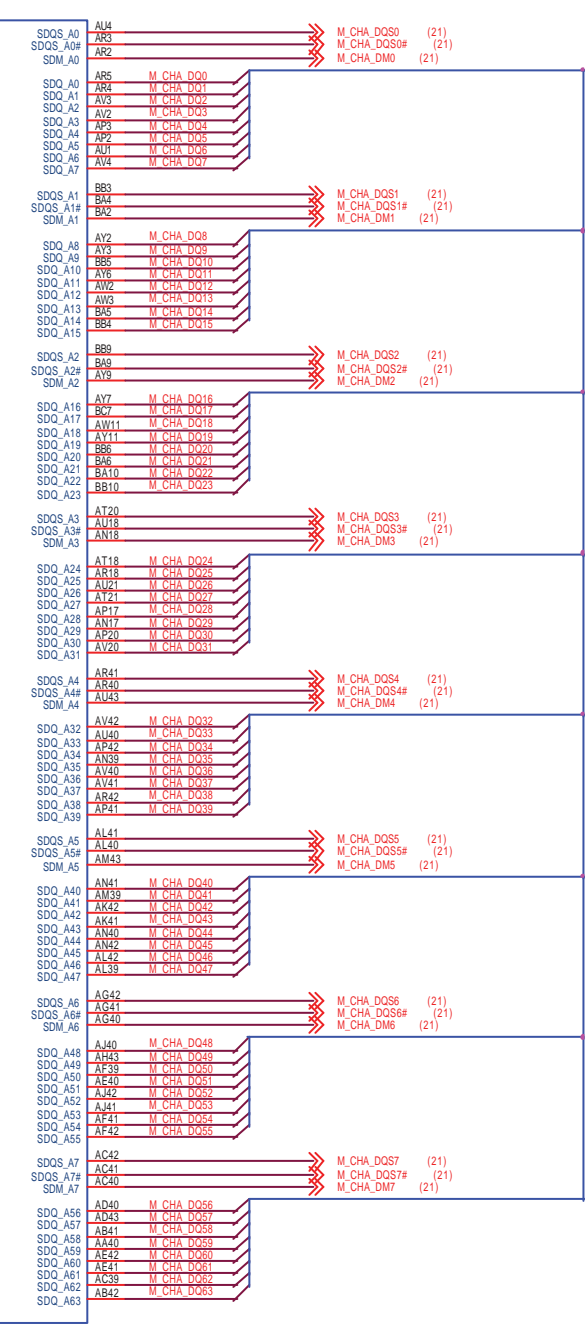 SDQS_A0 AU4 M_CHA_DQS0 (21)
SDQS_A0# AR3 M_CHA_DQS0# (21)
SDM_A0 AR2 M_CHA_DM0 (21)
SDQ_A0 AR5 M_CHA_DQ0
SDQ_A1 AR4 M_CHA_DQ1
SDQ_A2 AV3 M_CHA_DQ2
SDQ_A3 AV2 M_CHA_DQ3
SDQ_A4 AP3 M_CHA_DQ4
SDQ_A5 AP2 M_CHA_DQ5
SDQ_A6 AU1 M_CHA_DQ6
SDQ_A7 AV4 M_CHA_DQ7
SDQS_A1 BB3 M_CHA_DQS1 (21)
SDQS_A1# BA4 M_CHA_DQS1# (21)
SDM_A1 BA2 M_CHA_DM1 (21)
SDQ_A8 AY2 M_CHA_DQ8
SDQ_A9 AY3 M_CHA_DQ9
SDQ_A10 BB5 M_CHA_DQ10
SDQ_A11 AY6 M_CHA_DQ11
SDQ_A12 AW2 M_CHA_DQ12
SDQ_A13 AW3 M_CHA_DQ13
SDQ_A14 BA5 M_CHA_DQ14
SDQ_A15 BB4 M_CHA_DQ15
SDQS_A2 BB9 M_CHA_DQS2 (21)
SDQS_A2# BA9 M_CHA_DQS2# (21)
SDM_A2 AY9 M_CHA_DM2 (21)
SDQ_A16 AY7 M_CHA_DQ16
SDQ_A17 BC7 M_CHA_DQ17
SDQ_A18 AW11 M_CHA_DQ18
SDQ_A19 AY11 M_CHA_DQ19
SDQ_A20 BB6 M_CHA_DQ20
SDQ_A21 BA6 M_CHA_DQ21
SDQ_A22 BA10 M_CHA_DQ22
SDQ_A23 BB10 M_CHA_DQ23
SDQS_A3 AT20 M_CHA_DQS3 (21)
SDQS_A3# AU18 M_CHA_DQS3# (21)
SDM_A3 AN18 M_CHA_DM3 (21)
SDQ_A24 AT18 M_CHA_DQ24
SDQ_A25 AR18 M_CHA_DQ25
SDQ_A26 AU21 M_CHA_DQ26
SDQ_A27 AT21 M_CHA_DQ27
SDQ_A28 AP17 M_CHA_DQ28
SDQ_A29 AN17 M_CHA_DQ29
SDQ_A30 AP20 M_CHA_DQ30
SDQ_A31 AV20 M_CHA_DQ31
SDQS_A4 AR41 M_CHA_DQS4 (21)
SDQS_A4# AR40 M_CHA_DQS4# (21)
SDM_A4 AU43 M_CHA_DM4 (21)
SDQ_A32 AV42 M_CHA_DQ32
SDQ_A33 AU40 M_CHA_DQ33
SDQ_A34 AP42 M_CHA_DQ34
SDQ_A35 AN39 M_CHA_DQ35
SDQ_A36 AV40 M_CHA_DQ36
SDQ_A37 AV41 M_CHA_DQ37
SDQ_A38 AR42 M_CHA_DQ38
SDQ_A39 AP41 M_CHA_DQ39
SDQS_A5 AL41 M_CHA_DQS5 (21)
SDQS_A5# AL40 M_CHA_DQS5# (21)
SDM_A5 AM43 M_CHA_DM5 (21)
SDQ_A40 AN41 M_CHA_DQ40
SDQ_A41 AM39 M_CHA_DQ41
SDQ_A42 AK42 M_CHA_DQ42
SDQ_A43 AK41 M_CHA_DQ43
SDQ_A44 AN40 M_CHA_DQ44
SDQ_A45 AN42 M_CHA_DQ45
SDQ_A46 AL42 M_CHA_DQ46
SDQ_A47 AL39 M_CHA_DQ47
SDQS_A6 AG42 M_CHA_DQS6 (21)
SDQS_A6# AG41 M_CHA_DQS6# (21)
SDM_A6 AG40 M_CHA_DM6 (21)
SDQ_A48 AJ40 M_CHA_DQ48
SDQ_A49 AH43 M_CHA_DQ49
SDQ_A50 AF39 M_CHA_DQ50
SDQ_A51 AE40 M_CHA_DQ51
SDQ_A52 AJ42 M_CHA_DQ52
SDQ_A53 AJ41 M_CHA_DQ53
SDQ_A54 AF41 M_CHA_DQ54
SDQ_A55 AF42 M_CHA_DQ55
SDQS_A7 AC42 M_CHA_DQS7 (21)
SDQS_A7# AC41 M_CHA_DQS7# (21)
SDM_A7 AC40 M_CHA_DM7 (21)
SDQ_A56 AD40 M_CHA_DQ56
SDQ_A57 AD43 M_CHA_DQ57
SDQ_A58 AB41 M_CHA_DQ58
SDQ_A59 AA40 M_CHA_DQ59
SDQ_A60 AE42 M_CHA_DQ60
SDQ_A61 AE41 M_CHA_DQ61
SDQ_A62 AC39 M_CHA_DQ62
SDQ_A63 AB42 M_CHA_DQ63